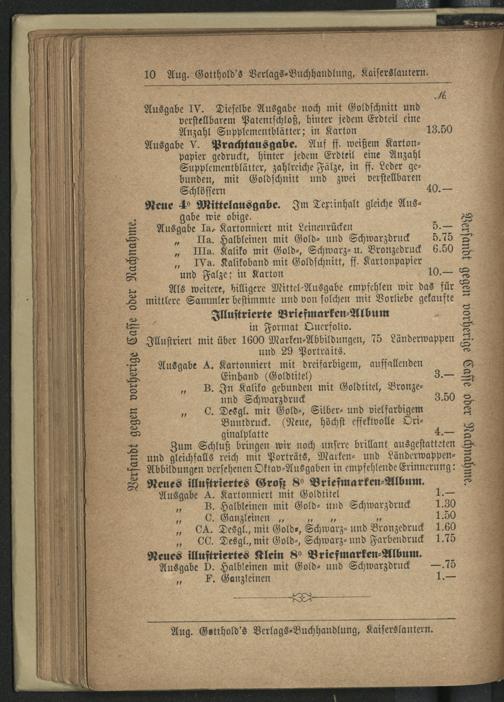 10 Aug. Gotthold's Verlags-Buchhandlung, Kaiserslautern.
ℳ
Ausgabe IV. Dieselbe Ausgabe noch mit Goldschnitt und
verstellbarem Patentschloß, hinter jedem Erdteil eine
Anzahl Supplementblätter; in Karton 13.50
Ausgabe V. Prachtausgabe. Auf ff. weißem Karton-
papier gedruckt, hinter jedem Erdteil eine Anzahl
Supplementblätter, zahlreiche Fälze, in ff. Leder ge-
bunden, mit Goldschnitt und zwei verstellbaren
Schlössern 40.—
Neue 4° Mittelausgabe. Im Text:inhalt gleiche Aus-
gabe wie obige.
Ausgabe Ia. Kartonniert mit Leinenrücken 5.—
„ IIa. Halbleinen mit Gold- und Schwarzdruck 5.75
„ IIIa. Kaliko mit Gold-, Schwarz- u. Bronzedruck 6.50
„ IVa. Kalikoband mit Goldschnitt, ff. Kartonpapier
und Falze; in Karton 10.—
Als weitere, billigere Mittel-Ausgabe empfehlen wir das für
mittlere Sammler bestimmte und von solchen mit Vorliebe gekaufte
Illustrierte Briefmarken-Album
in Format Querfolio.
Illustriert mit über 1600 Marken-Abbildungen, 75 Länderwappen
und 29 Portraits.
Ausgabe A. Kartonniert mit dreifarbigem, auffallenden
Einband (Goldtitel) 3.—
„ B. In Kaliko gebunden mit Goldtitel, Bronze-
und Schwarzdruck 3.50
„ C. Desgl. mit Gold-, Silber- und vielfarbigem
Buntdruck. (Neue, höchst effektvolle Ori-
ginalplatte 4.—
Zum Schluß bringen wir noch unsere brillant ausgestatteten
und gleichfalls reich mit Porträts, Marken- und Länderwappen-
Abbildungen versehenen Oktav-Ausgaben in empfehlende Erinnerung:
Neues illustriertes Groß 8° Briefmarken-Album.
Ausgabe A. Kartonniert mit Goldtitel 1.—
„ B. Halbleinen mit Gold- und Schwarzdruck 1.30
„ C. Ganzleinen „ „ „ „ 1.50
„ CA. Desgl., mit Gold-, Schwarz- und Bronzedruck 1.60
„ CC. Desgl., mit Gold-, Schwarz- und Farbendruck 1.75
Neues illustriertes Klein 8° Briefmarken-Album.
Ausgabe D. Halbleinen mit Gold- und Schwarzdruck —.75
„ F. Ganzleinen 1.—
Aug. Gotthold's Verlags-Buchhandlung, Kaiserslautern.
Versandt gegen vorherige Casse oder Nachnahme.
Versandt gegen vorherige Casse oder Nachnahme.